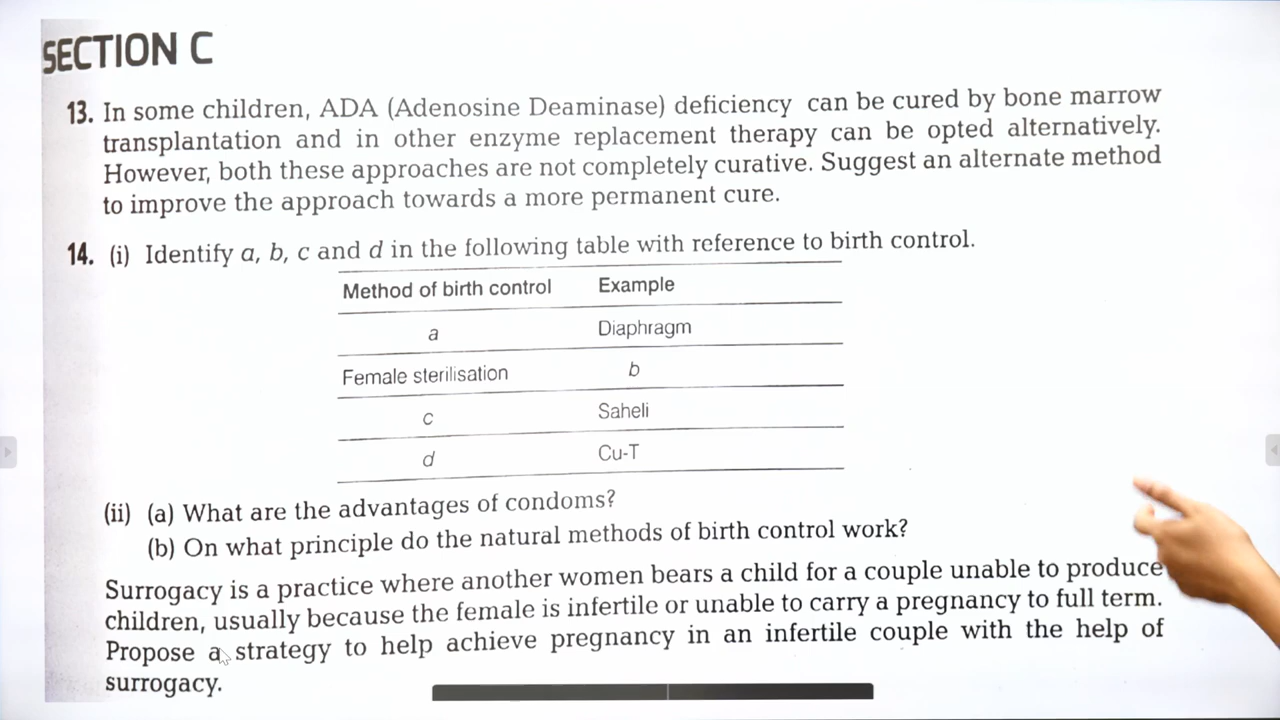 SECTION C
13. In some children, ADA (Adenosine Deaminase) deficiency can be cured by bone marrow
transplantation and in other enzyme replacement therapy can be opted alternatively.
However, both these approaches are not completely curative. Suggest an alternate method
to improve the approach towards a more permanent cure.
14. (i) Identify a, b, c and d in the following table with reference to birth control.
Method of birth control Example
a Diaphragm
Female sterilisation b
c Saheli
d Cu-T
(ii) (a) What are the advantages of condoms?
(b) On what principle do the natural methods of birth control work?
Surrogacy is a practice where another women bears a child for a couple unable to produce
children, usually because the female is infertile or unable to carry a pregnancy to full term.
Propose a strategy to help achieve pregnancy in an infertile couple with the help of
surrogacy.